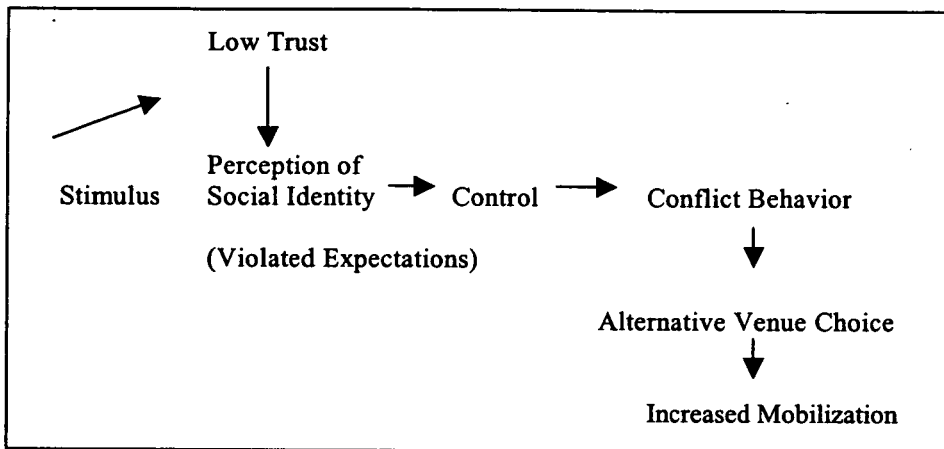 Low Trust
Perception of
Stimulus Social Identity Control Conflict Behavior
(Violated Expectations)
Alternative Venue Choice
Increased Mobilization